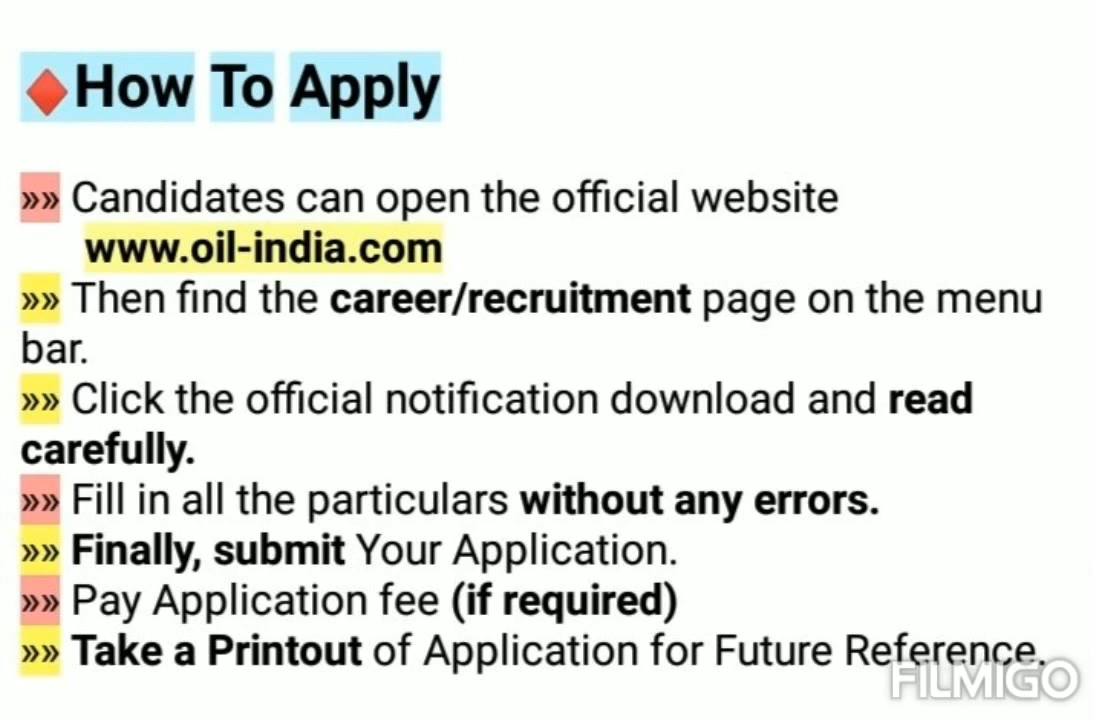 ♦How To Apply
»» Candidates can open the official website
www.oil-india.com
»» Then find the career/recruitment page on the menu
bar.
»» Click the official notification download and read
carefully.
»» Fill in all the particulars without any errors.
»» Finally, submit Your Application.
»» Pay Application fee (if required)
»» Take a Printout of Application for Future Reference.
FILMIGO